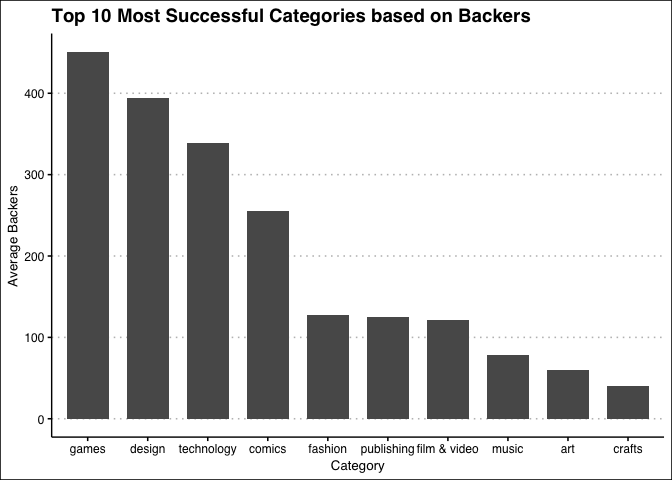 Top 10 Most Successful Categories based on Backers
Average Backers
400
300
200
100
0
games design technology comics fashion publishing film & video music art crafts
Category